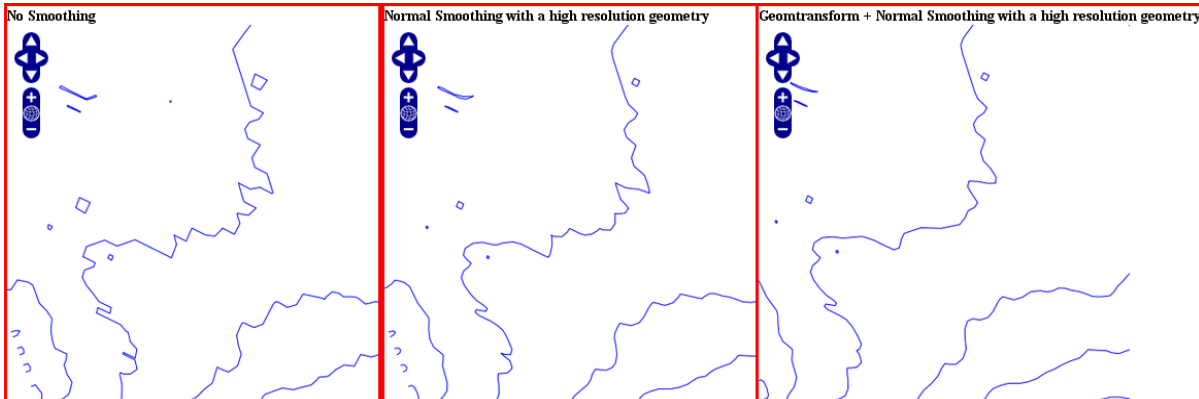 No Smoothing
Normal Smoothing with a high resolution geometry
Geomtransform + Normal Smoothing with a high resolution geometry